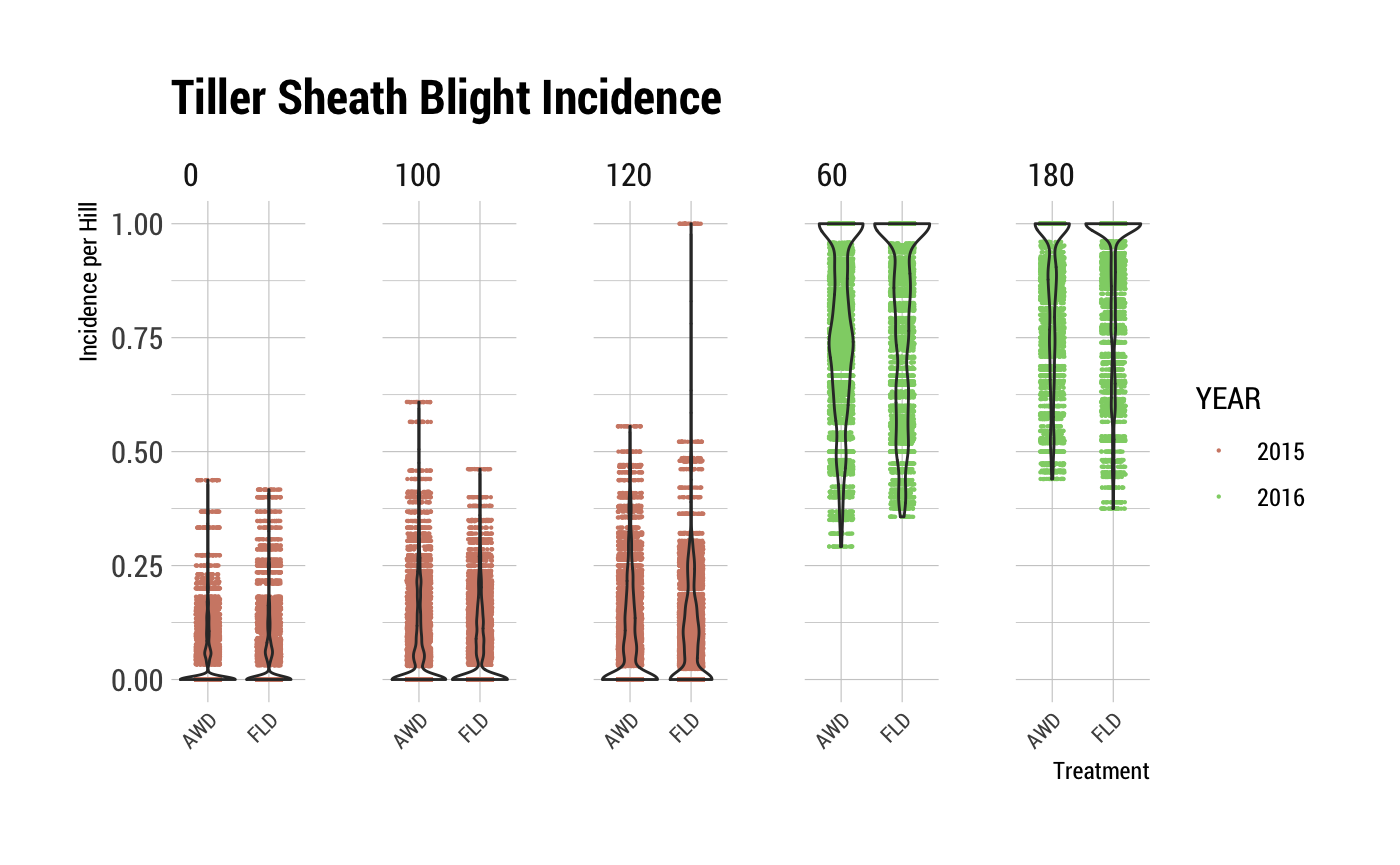 Tiller Sheath Blight Incidence
0 100 120 60 180
Incidence per Hill
1.00
0.75
0.50
0.25
0.00
AWD FLD AWD FLD AWD FLD AWD FLD AWD FLD
Treatment
YEAR
2015
2016